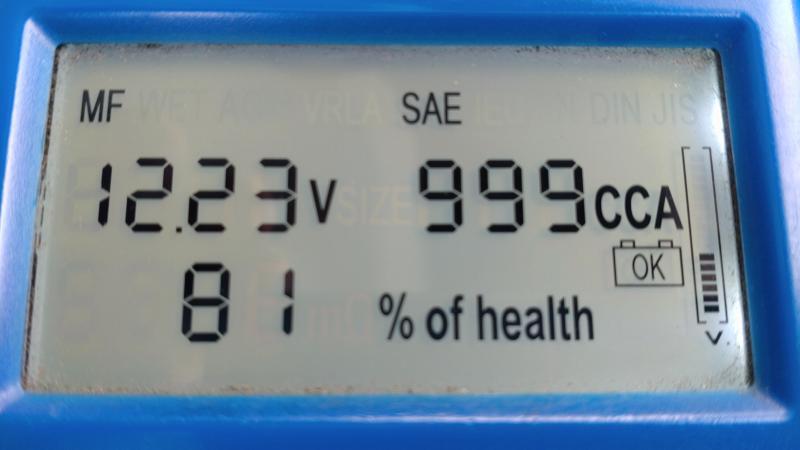 MF SAE
12.23 V 999 CCA
OK
81 % of health